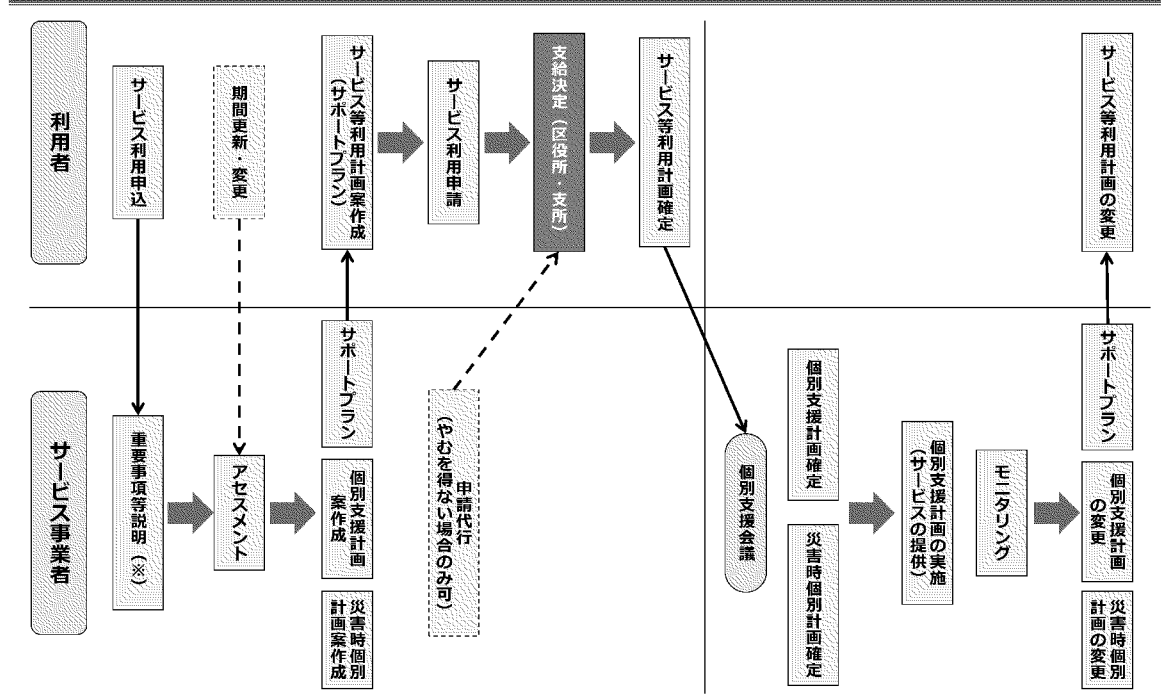 利用者
サービス利用申込
期間更新・変更
サービス等利用計画案作成
(サポートプラン)
サービス利用申請
支給決定(区役所・支所)
サービス等利用計画確定
サービス等利用計画の変更
サービス事業者
重要事項等説明(※)
アセスメント
サポートプラン
個別支援計画
案作成
災害時個別
計画案作成
申請代行
(やむを得ない場合のみ可)
個別支援会議
個別支援計画確定
災害時個別計画確定
個別支援計画の実施
(サービスの提供)
モニタリング
サポートプラン
個別支援計画
の変更
災害時個別
計画の変更